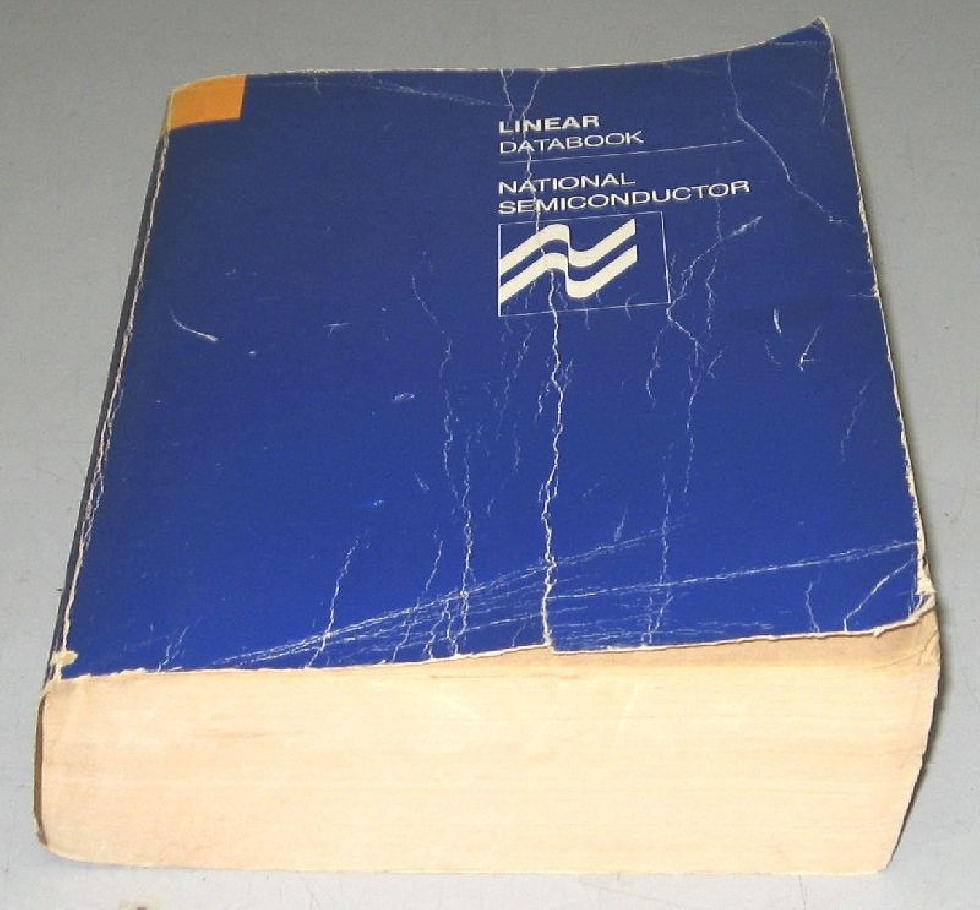 LINEAR
DATABOOK
NATIONAL
SEMICONDUCTOR